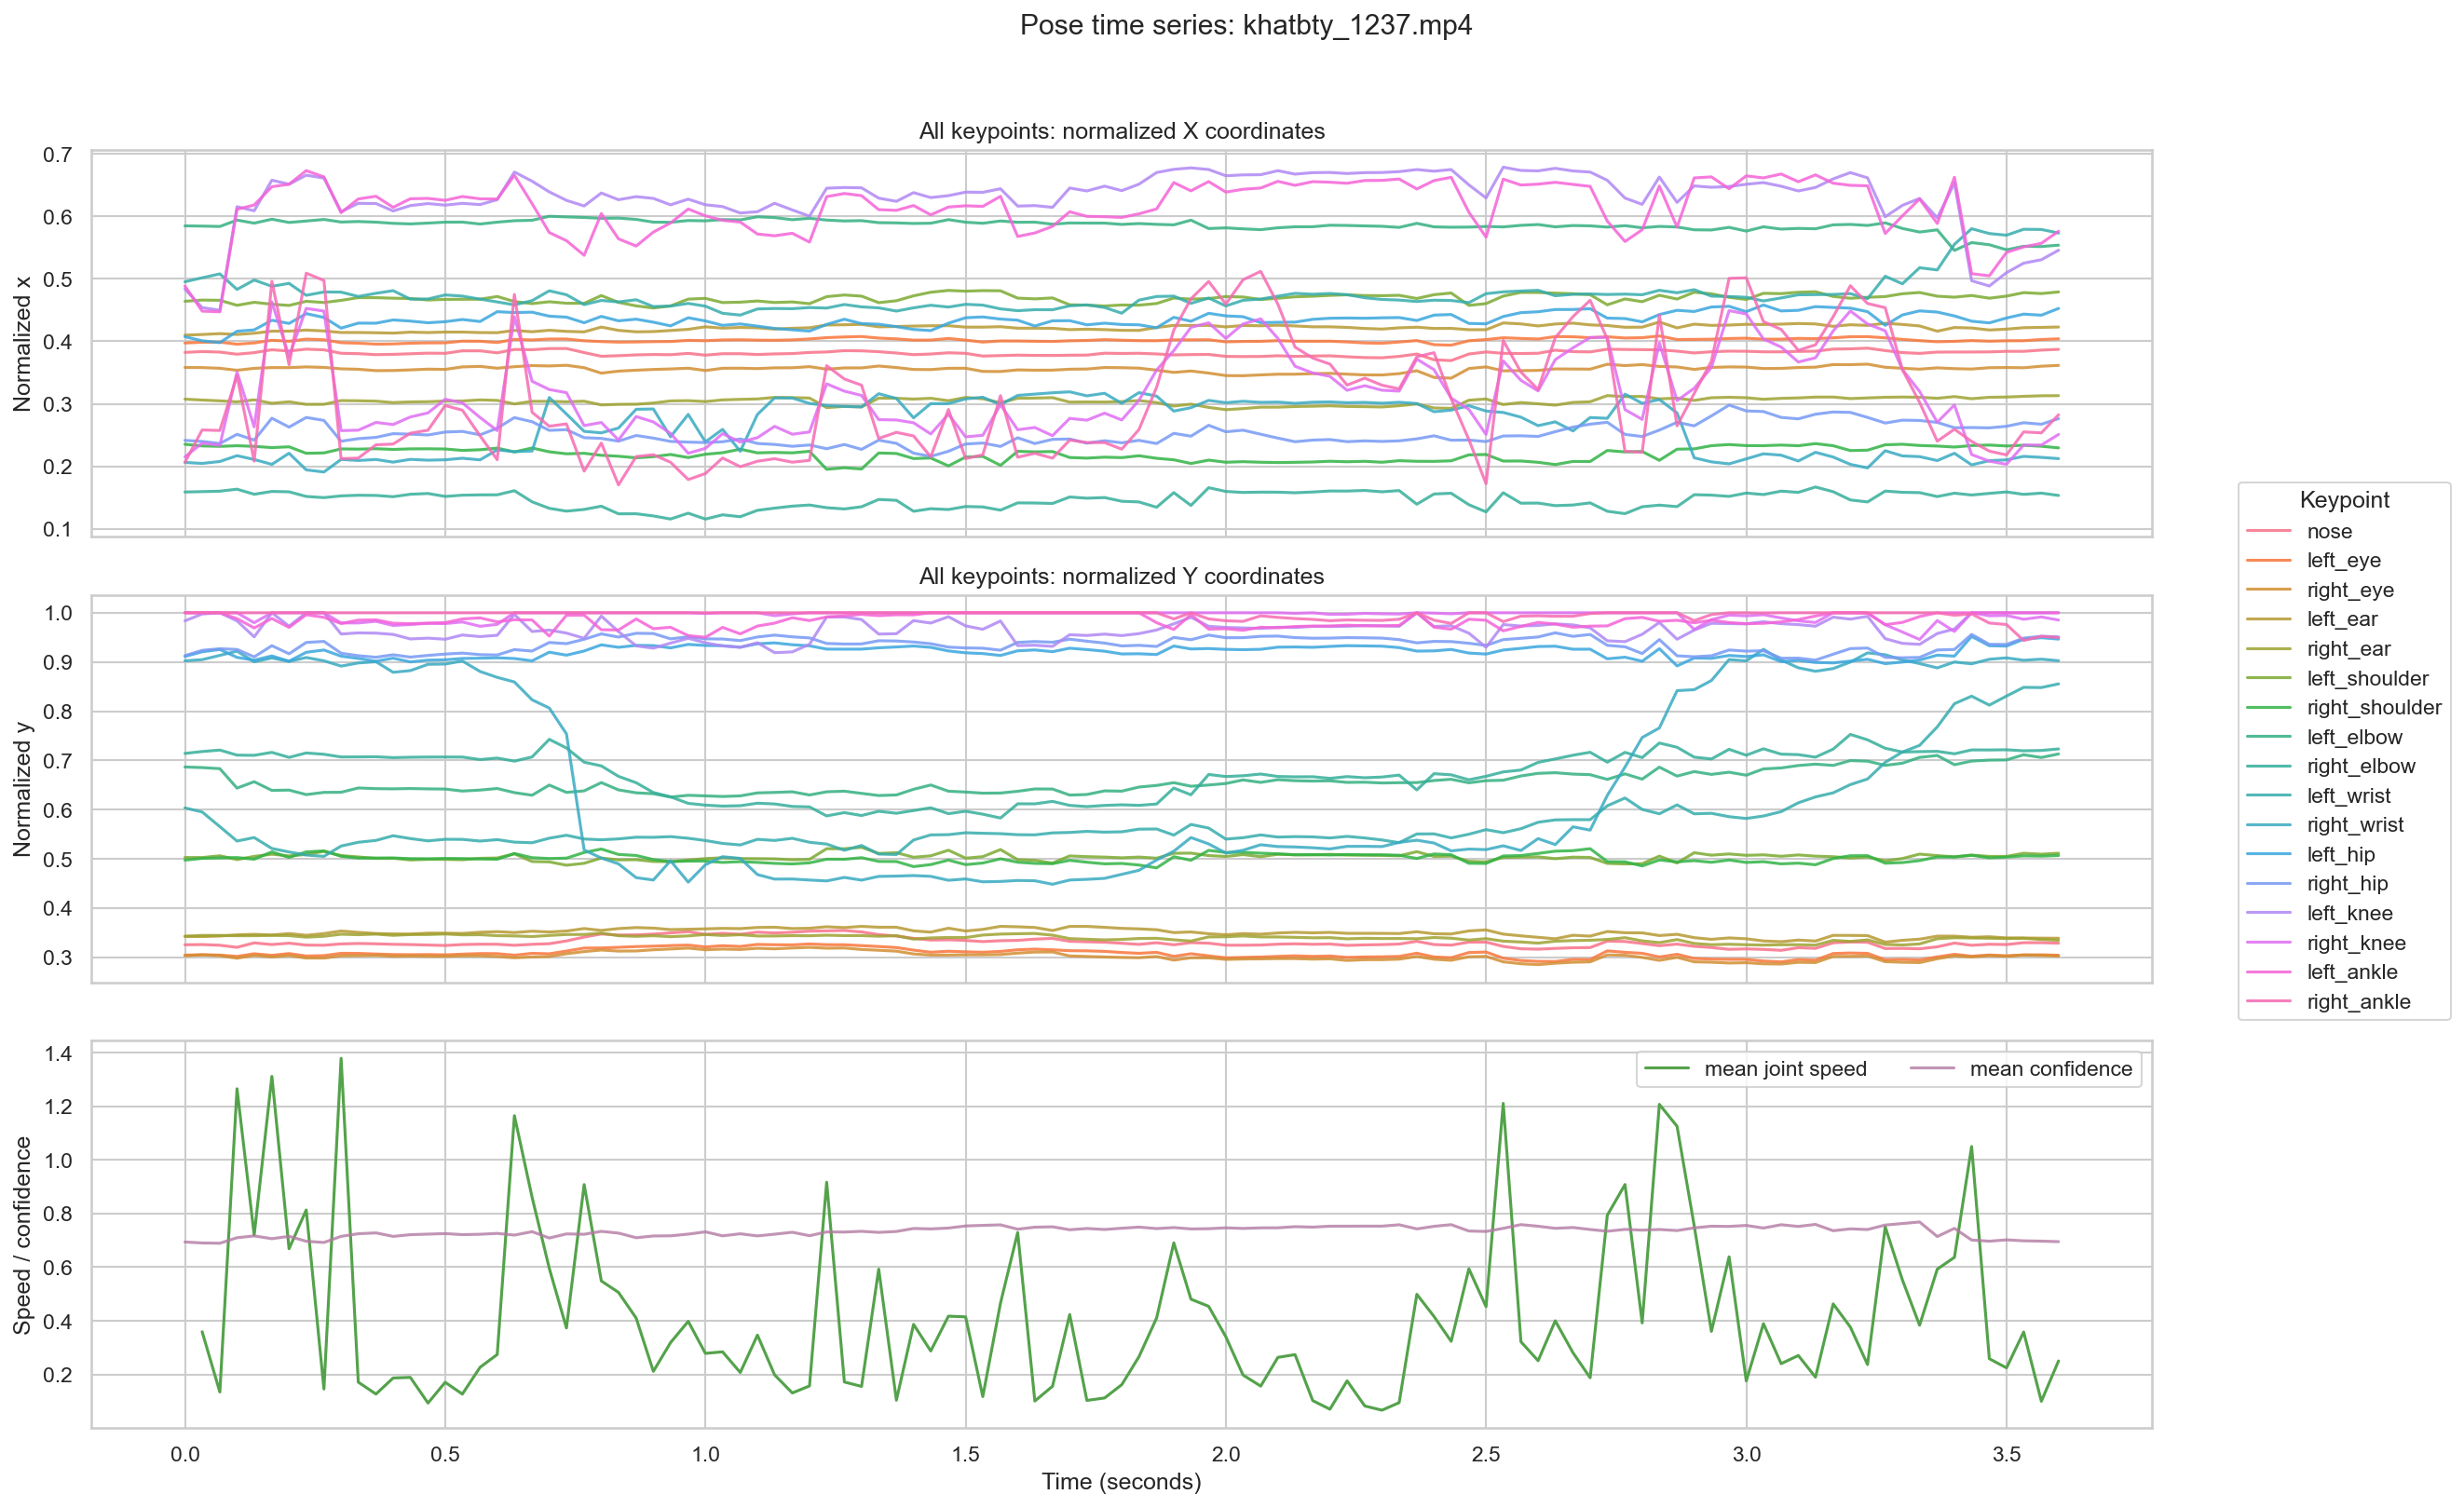 Pose time series: khatbty_1237.mp4
All keypoints: normalized X coordinates
Normalized x
0.7
0.6
0.5
0.4
0.3
0.2
0.1
All keypoints: normalized Y coordinates
Normalized y
1.0
0.9
0.8
0.7
0.6
0.5
0.4
0.3
Keypoint
nose
left_eye
right_eye
left_ear
right_ear
left_shoulder
right_shoulder
left_elbow
right_elbow
left_wrist
right_wrist
left_hip
right_hip
left_knee
right_knee
left_ankle
right_ankle
Speed / confidence
1.4
1.2
1.0
0.8
0.6
0.4
0.2
mean joint speed mean confidence
0.0 0.5 1.0 1.5 2.0 2.5 3.0 3.5
Time (seconds)